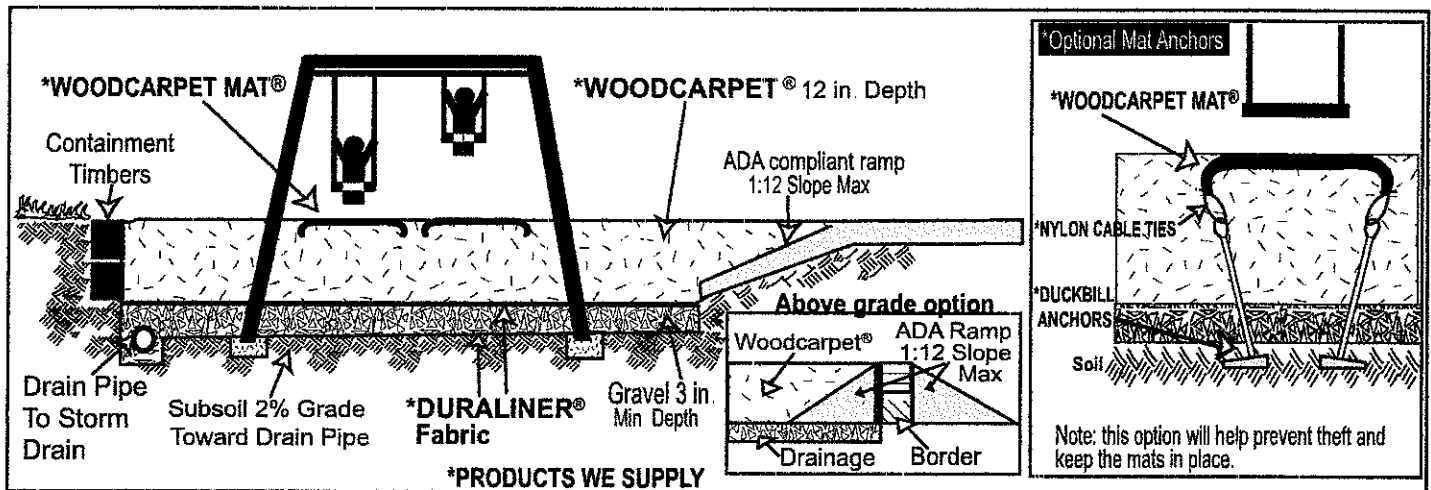 *WOODCARPET MAT®
*WOODCARPET® 12 in. Depth
Containment
Timbers
ADA compliant ramp
1:12 Slope Max
Drain Pipe
To Storm
Drain
Subsoil 2% Grade
Toward Drain Pipe
*DURALINER®
Fabric
Gravel 3 in.
Min Depth
*PRODUCTS WE SUPPLY
Above grade option
Woodcarpet®
ADA Ramp
1:12 Slope
Max
Drainage
Border
*Optional Mat Anchors
*WOODCARPET MAT®
*NYLON CABLE TIES
*DUCKBILL
ANCHORS
Soil
Note: this option will help prevent theft and
keep the mats in place.